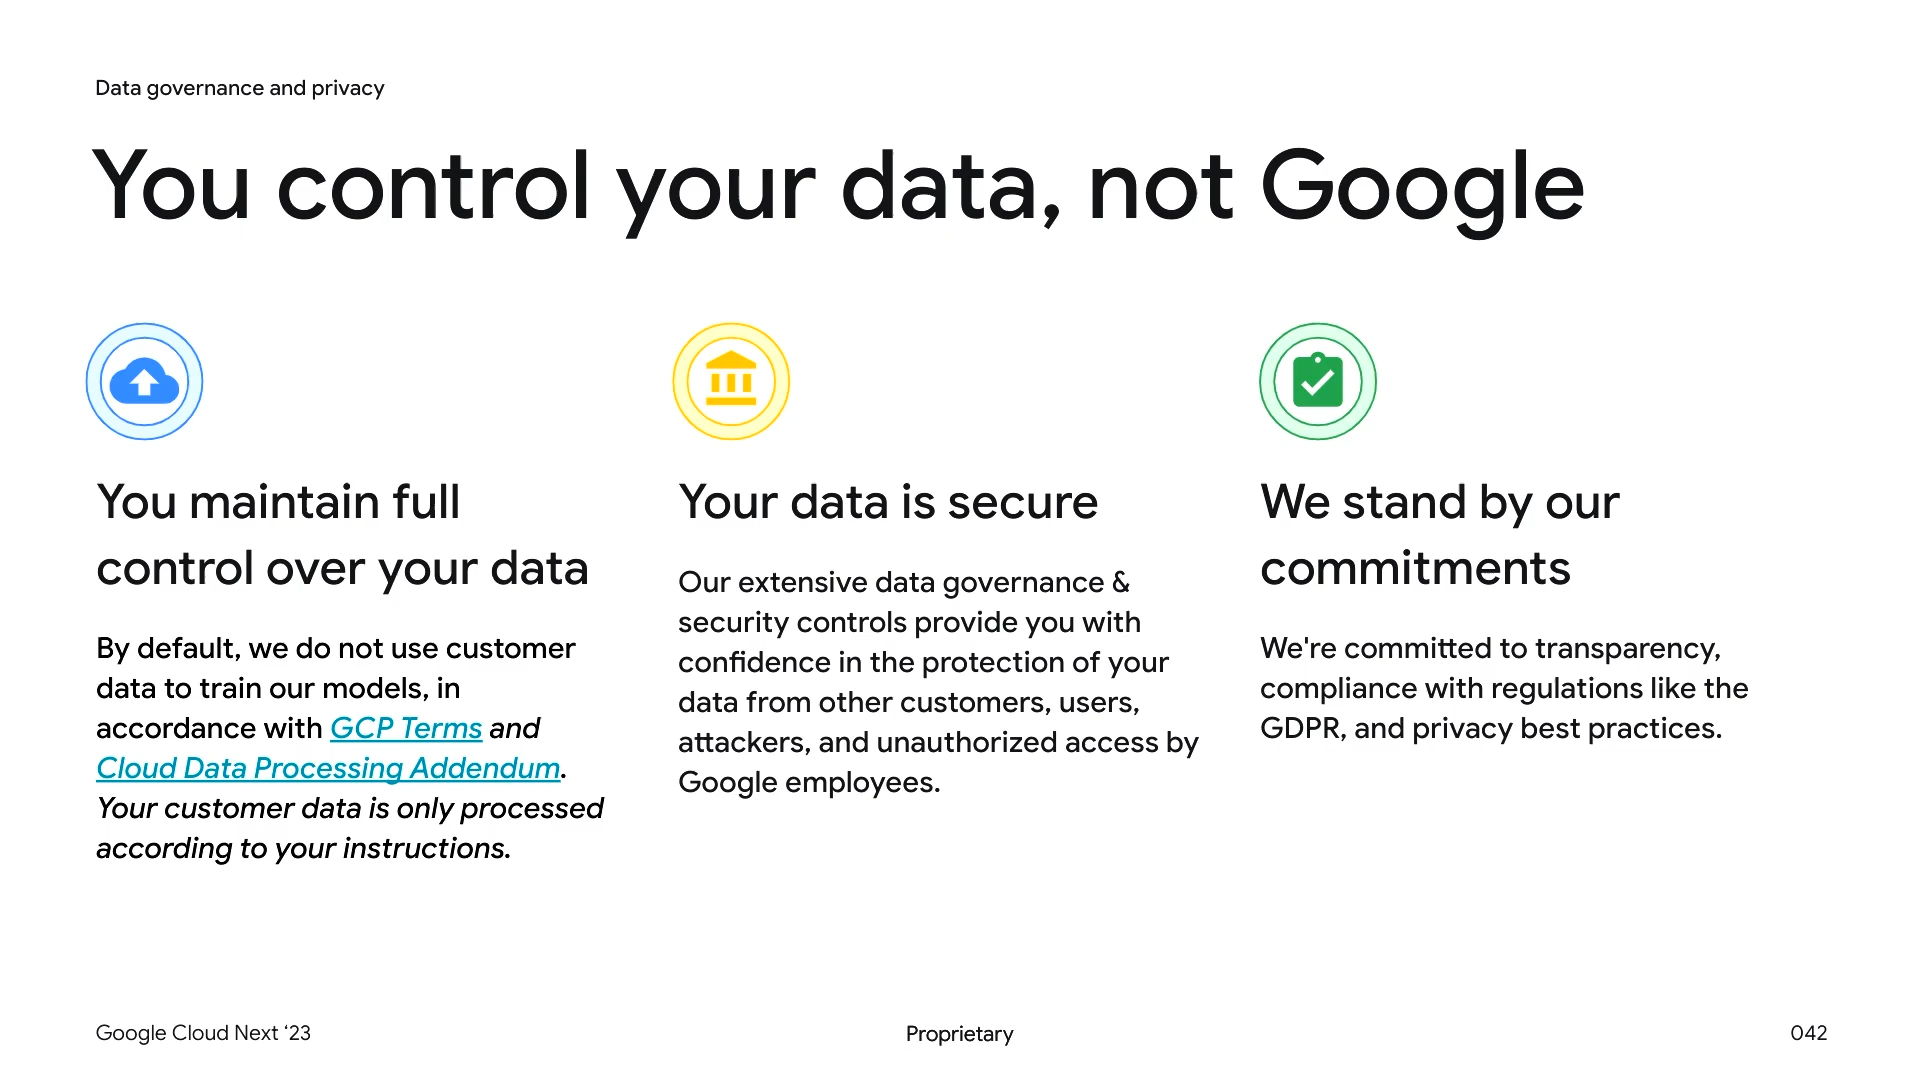 Data governance and privacy
You control your data, not Google
You maintain full
control over your data
By default, we do not use customer
data to train our models, in
accordance with GCP Terms and
Cloud Data Processing Addendum.
Your customer data is only processed
according to your instructions.
Your data is secure
Our extensive data governance &
security controls provide you with
confidence in the protection of your
data from other customers, users,
attackers, and unauthorized access by
Google employees.
We stand by our
commitments
We're committed to transparency,
compliance with regulations like the
GDPR, and privacy best practices.
Google Cloud Next ‘23
Proprietary
042